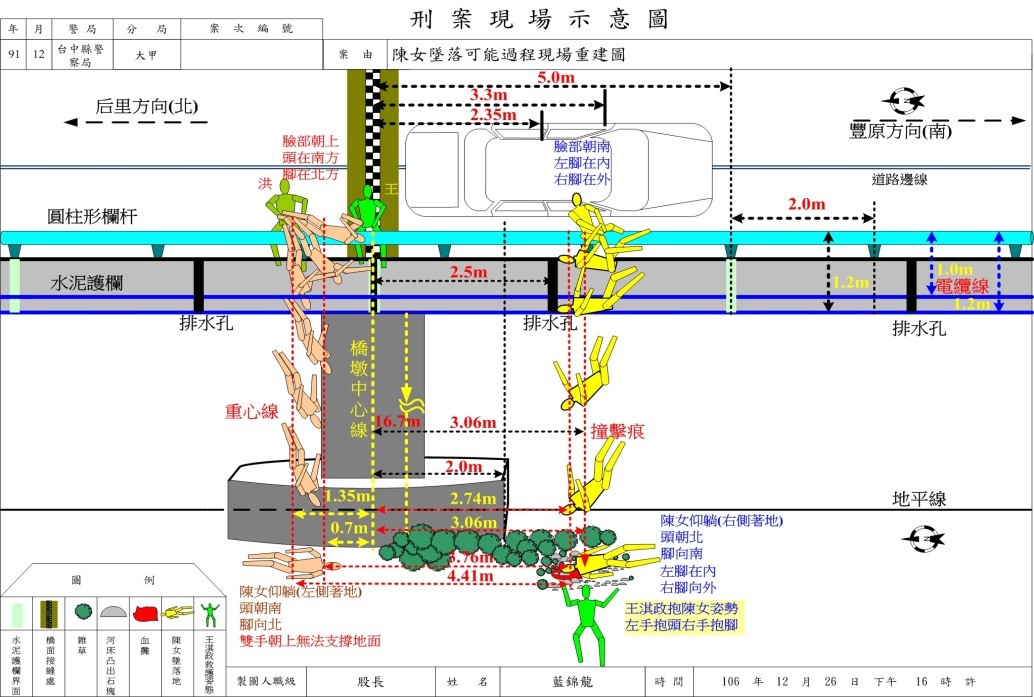 刑案現場示意圖
年 月 警局 分局 案次編號
91 12 台中縣警察局 大甲
案由 陳女墜落可能過程現場重建圖
5.0m
3.3m
2.35m
后里方向(北)
N
豐原方向(南)
臉部朝上
頭在南方
腳在北方
臉部朝南
左腳在內
右腳在外
道路邊線
洪
王
2.0m
圓柱形欄杆
水泥護欄
2.5m
1.2m
1.0m
電纜線
1.2m
排水孔
排水孔
排水孔
橋墩中心線
重心線
16.7m
3.06m
撞擊痕
2.0m
1.35m
2.74m
地平線
0.7m
3.06m
3.76m
4.41m
N
陳女仰躺(右側著地)
頭朝北
腳向南
左腳在內
右腳向外
陳女仰躺(左側著地)
頭朝南
腳向北
雙手朝上無法支撐地面
王淇政抱陳女姿勢
左手抱頭右手抱腳
圖例
水泥護欄界面
橋面接縫處
雜草
河床凸出石塊
血攤
陳女墜落地
王淇政救護姿態
製圖人職級 股長 姓名 藍錦龍 時間 106 年 12 月 26 日 下午 16 時許